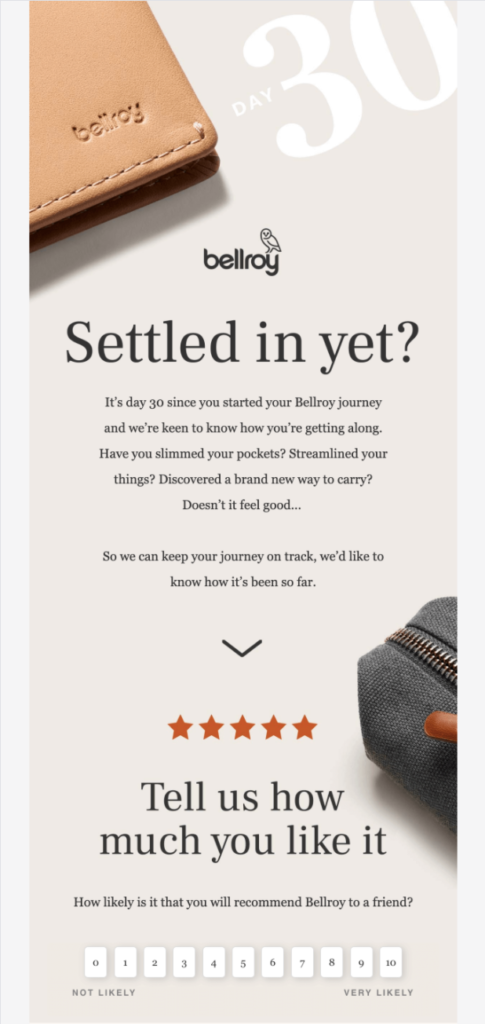 DAY 30
bellroy
bellroy
Settled in yet?
It's day 30 since you started your Bellroy journey
and we're keen to know how you're getting along.
Have you slimmed your pockets? Streamlined your
things? Discovered a brand new way to carry?
Doesn't it feel good...
So we can keep your journey on track, we'd like to
know how it's been so far.
Tell us how
much you like it
How likely is it that you will recommend Bellroy to a friend?
0 1 2 3 4 5 6 7 8 9 10
NOT LIKELY VERY LIKELY